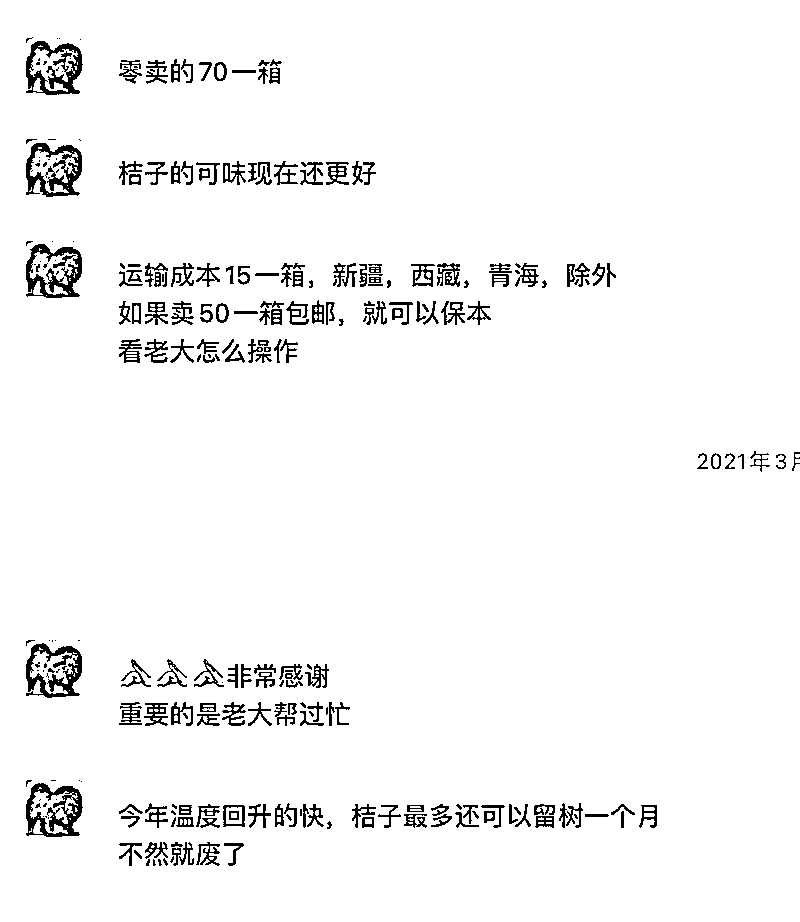 零卖的70一箱
桔子的可味现在还更好
运输成本15一箱，新疆，西藏，青海，除外
如果卖50一箱包邮，就可以保本
看老大怎么操作
2021年3月
🙏🙏🙏非常感谢
重要的是老大帮过忙
今年温度回升的快，桔子最多还可以留树一个月
不然就废了